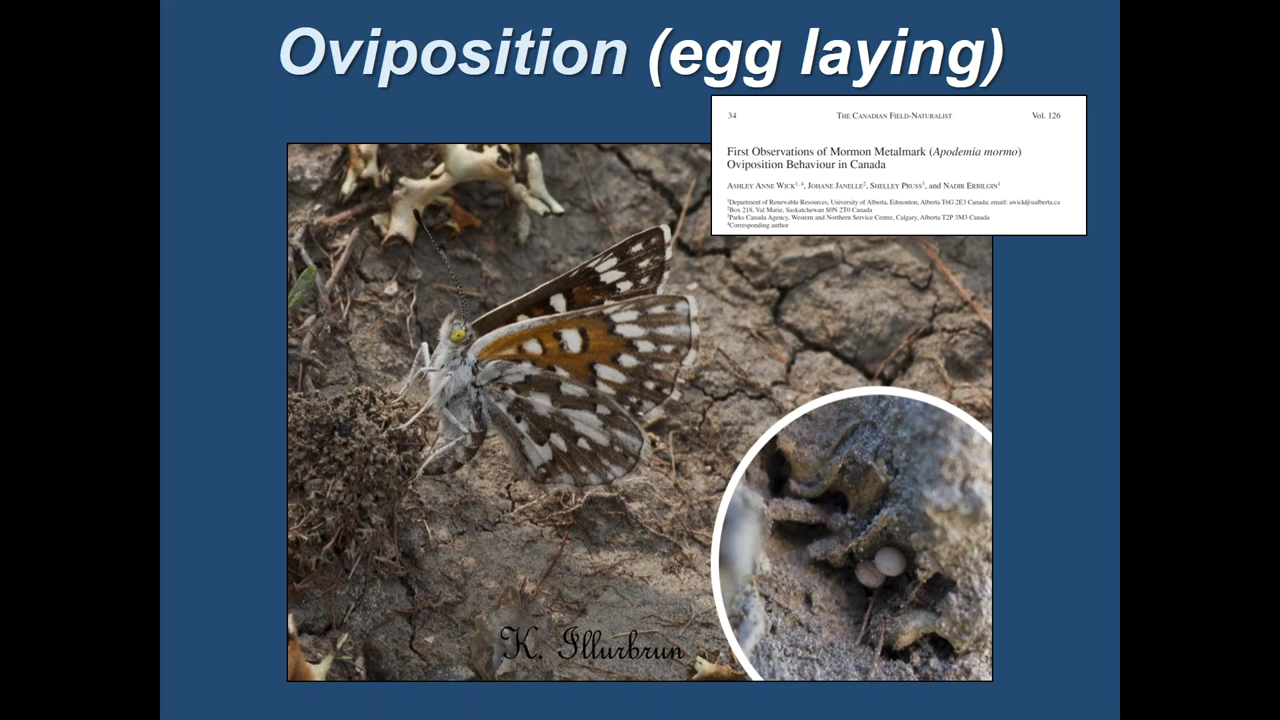 Oviposition (egg laying)
34 THE CANADIAN FIELD-NATURALIST Vol. 126
First Observations of Mormon Metalmark (Apodemia mormo)
Oviposition Behaviour in Canada
ASHLEY ANNE WICK1,4, JOHANE JANELLE2, SHELLEY PRUSS3, and NADIR ERBILGIN1
1Department of Renewable Resources, University of Alberta, Edmonton, Alberta T6G 2E3 Canada; email: awick@ualberta.ca
2Box 218, Val Marie, Saskatchewan S0N 2T0 Canada
3Parks Canada Agency, Western and Northern Service Centre, Calgary, Alberta T2P 3M3 Canada
4Corresponding author
K. Illurbrun